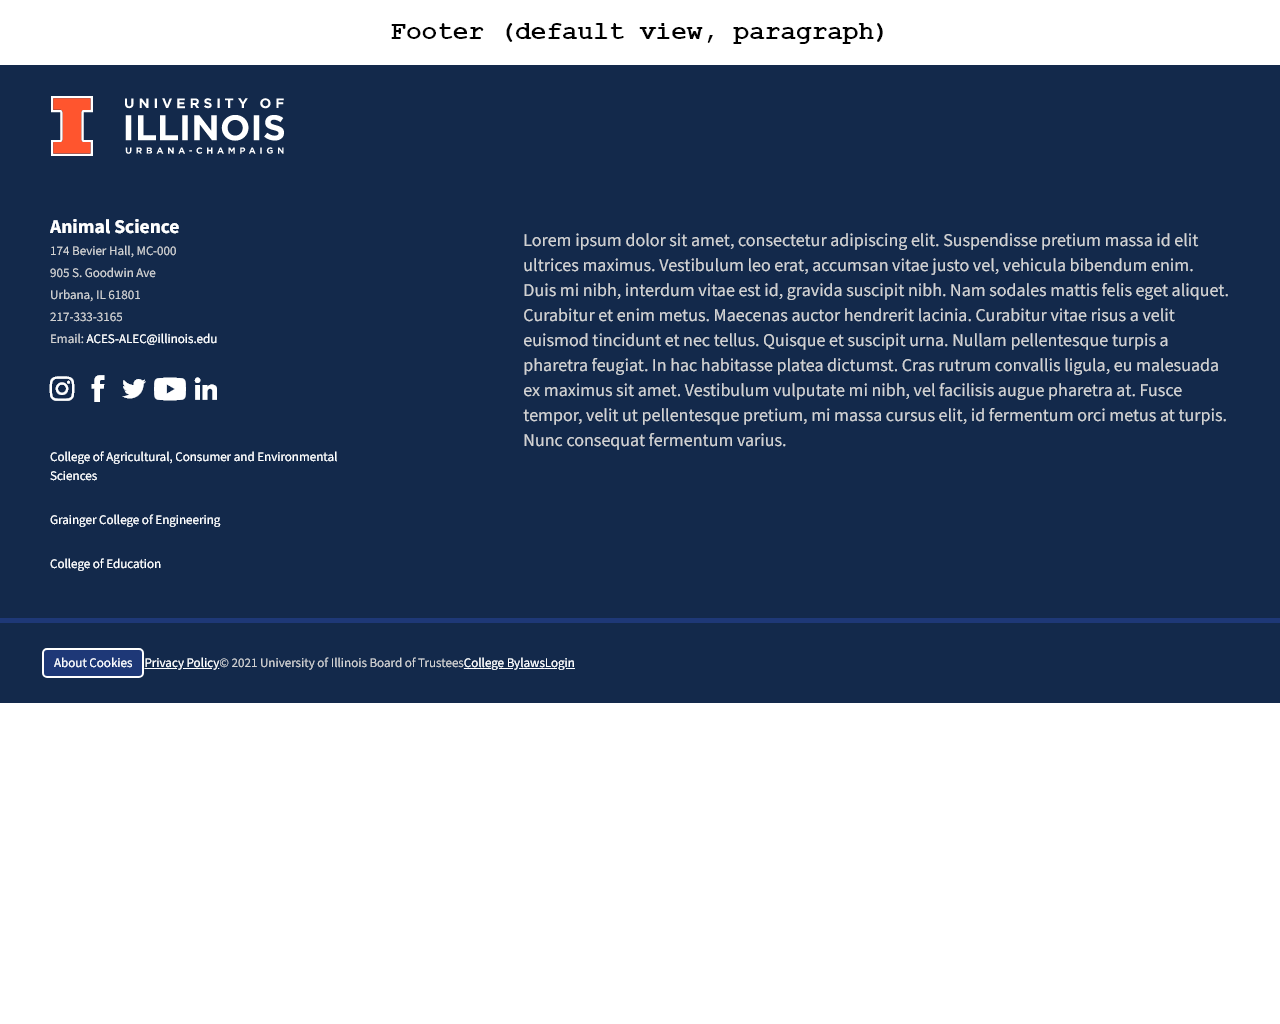 Footer (default view, paragraph)
UNIVERSITY OF
ILLINOIS
URBANA-CHAMPAIGN
Animal Science
174 Bevier Hall, MC-000
905 S. Goodwin Ave
Urbana, IL 61801
217-333-3165
Email: ACES-ALEC@illinois.edu
College of Agricultural, Consumer and Environmental
Sciences
Grainger College of Engineering
College of Education
Lorem ipsum dolor sit amet, consectetur adipiscing elit. Suspendisse pretium massa id elit
ultrices maximus. Vestibulum leo erat, accumsan vitae justo vel, vehicula bibendum enim.
Duis mi nibh, interdum vitae est id, gravida suscipit nibh. Nam sodales mattis felis eget aliquet.
Curabitur et enim metus. Maecenas auctor hendrerit lacinia. Curabitur vitae risus a velit
euismod tincidunt et nec tellus. Quisque et suscipit urna. Nullam pellentesque turpis a
pharetra feugiat. In hac habitasse platea dictumst. Cras rutrum convallis ligula, eu malesuada
ex maximus sit amet. Vestibulum vulputate mi nibh, vel facilisis augue pharetra at. Fusce
tempor, velit ut pellentesque pretium, mi massa cursus elit, id fermentum orci metus at turpis.
Nunc consequat fermentum varius.
About Cookies Privacy Policy© 2021 University of Illinois Board of TrusteesCollege BylawsLogin